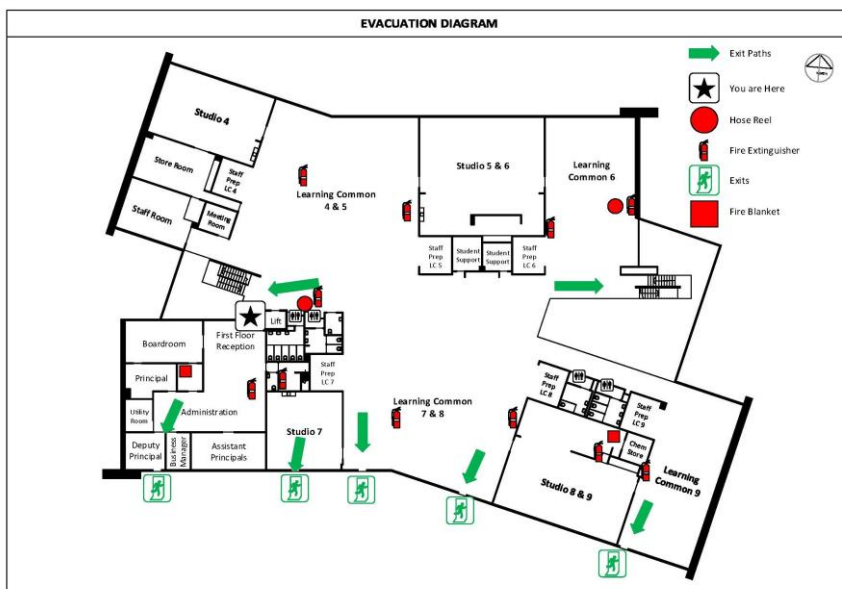 EVACUATION DIAGRAM
Exit Paths
You are Here
Hose Reel
Fire Extinguisher
Exits
Fire Blanket
Studio 4
Store Room
Staff
Prep
LC 4
Staff Room
Meeting
Room
Learning Common
4 & 5
Studio 5 & 6
Learning
Common 6
Staff
Prep
LC 5
Student
Support
Student
Support
Staff
Prep
LC 6
Lift
First Floor
Reception
Boardroom
Principal
Utility
Room
Administration
Deputy
Principal
Business
Manager
Assistant
Principals
Staff
Prep
LC 7
Studio 7
Learning Common
7 & 8
Staff
Prep
LC 8
Staff
Prep
LC 9
Chem
Store
Studio 8 & 9
Learning
Common 9